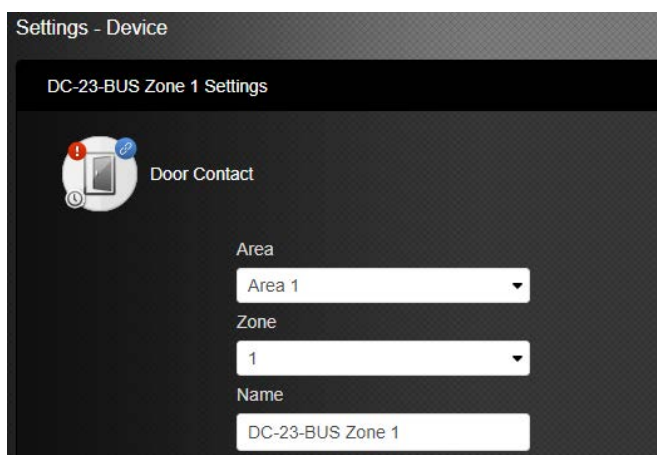 Settings - Device
DC-23-BUS Zone 1 Settings
Door Contact
Area
Area 1
Zone
1
Name
DC-23-BUS Zone 1